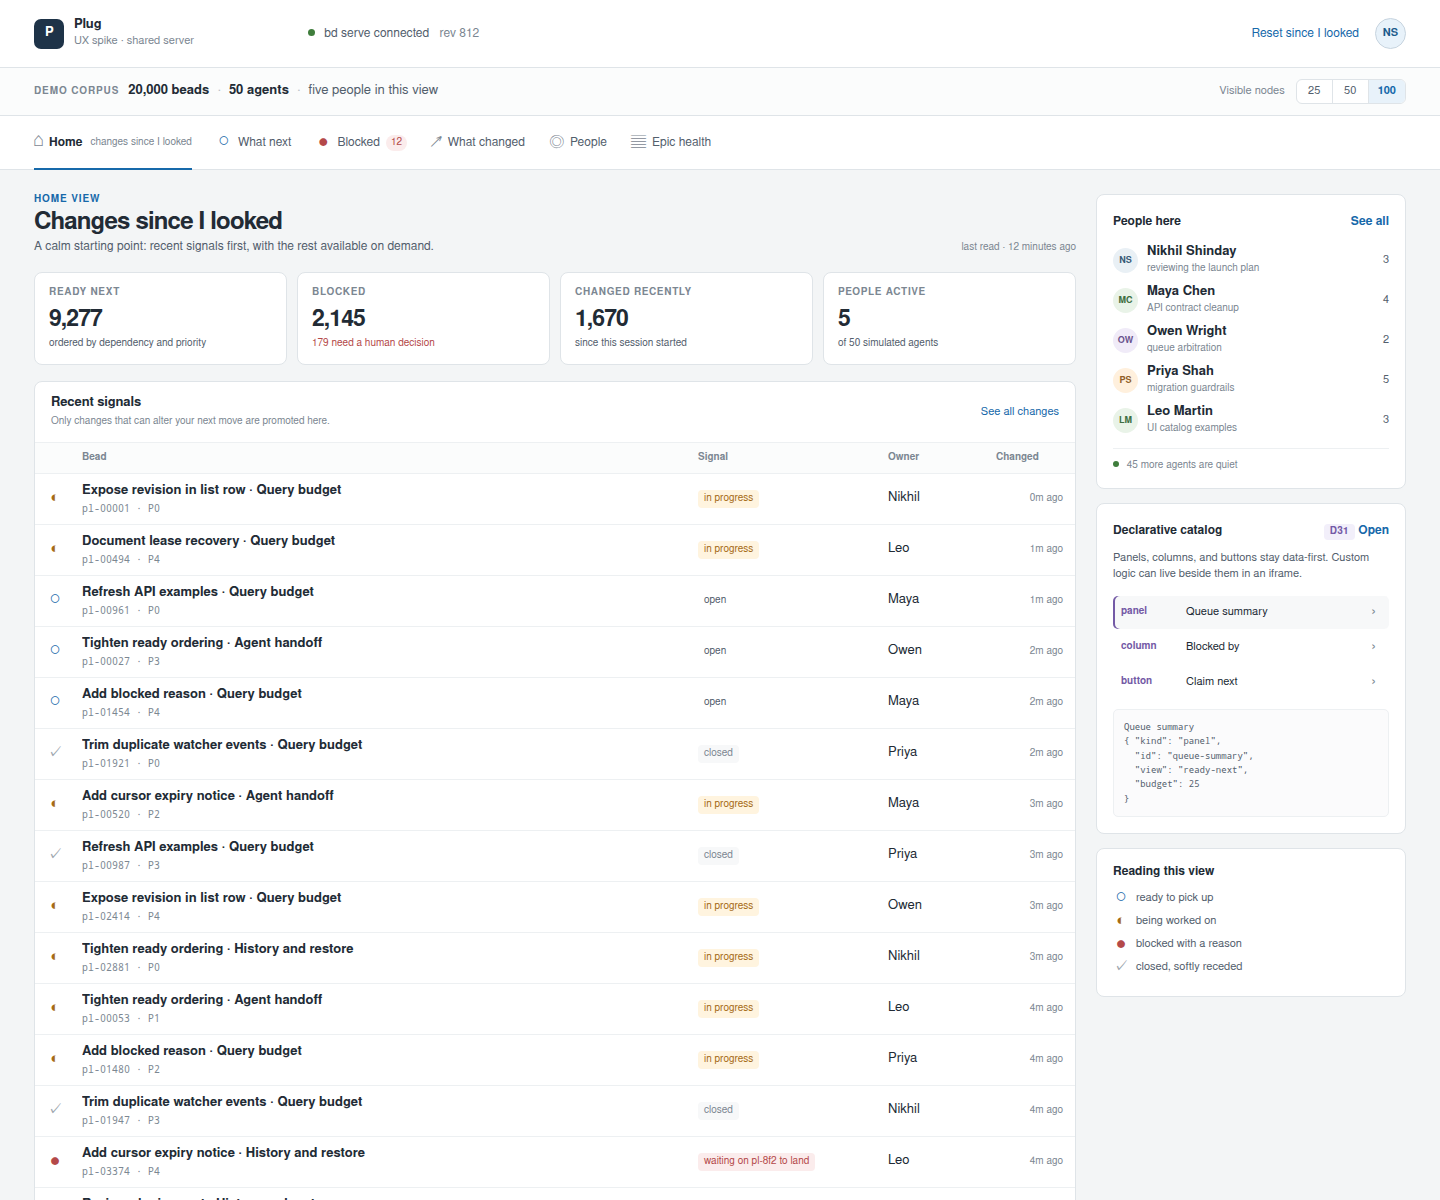 P
Plug
UX spike · shared server
bd serve connected rev 812
Reset since I looked
NS
DEMO CORPUS 20,000 beads · 50 agents · five people in this view
Visible nodes 25 50 100
Home changes since I looked
What next
Blocked 12
What changed
People
Epic health
HOME VIEW
Changes since I looked
A calm starting point: recent signals first, with the rest available on demand.
last read · 12 minutes ago
READY NEXT
9,277
ordered by dependency and priority
BLOCKED
2,145
179 need a human decision
CHANGED RECENTLY
1,670
since this session started
PEOPLE ACTIVE
5
of 50 simulated agents
Recent signals
Only changes that can alter your next move are promoted here.
See all changes
Bead Signal Owner Changed
Expose revision in list row · Query budget
pl-00001 · P0
in progress Nikhil 0m ago
Document lease recovery · Query budget
pl-00494 · P4
in progress Leo 1m ago
Refresh API examples · Query budget
pl-00961 · P0
open Maya 1m ago
Tighten ready ordering · Agent handoff
pl-00027 · P3
open Owen 2m ago
Add blocked reason · Query budget
pl-01454 · P4
open Maya 2m ago
Trim duplicate watcher events · Query budget
pl-01921 · P0
closed Priya 2m ago
Add cursor expiry notice · Agent handoff
pl-00520 · P2
in progress Maya 3m ago
Refresh API examples · Query budget
pl-00987 · P3
closed Priya 3m ago
Expose revision in list row · Query budget
pl-02414 · P4
in progress Owen 3m ago
Tighten ready ordering · History and restore
pl-02881 · P0
in progress Nikhil 3m ago
Tighten ready ordering · Agent handoff
pl-00053 · P1
in progress Leo 4m ago
Add blocked reason · Query budget
pl-01480 · P2
in progress Priya 4m ago
Trim duplicate watcher events · Query budget
pl-01947 · P3
closed Nikhil 4m ago
Add cursor expiry notice · History and restore
pl-03374 · P4
waiting on pl-8f2 to land Leo 4m ago
People here
See all
NS Nikhil Shinday 3
reviewing the launch plan
MC Maya Chen 4
API contract cleanup
OW Owen Wright 2
queue arbitration
PS Priya Shah 5
migration guardrails
LM Leo Martin 3
UI catalog examples
45 more agents are quiet
Declarative catalog D31 Open
Panels, columns, and buttons stay data-first. Custom
logic can live beside them in an iframe.
panel Queue summary ›
column Blocked by ›
button Claim next ›
Queue summary
{ "kind": "panel",
"id": "queue-summary",
"view": "ready-next",
"budget": 25
}
Reading this view
ready to pick up
being worked on
blocked with a reason
closed, softly receded